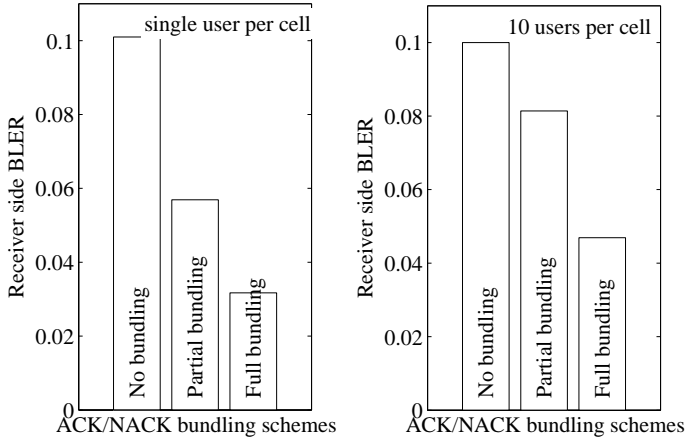 single user per cell
0.1
0.08
0.06
0.04
0.02
0
Receiver side BLER
No bundling
Partial bundling
Full bundling
ACK/NACK bundling schemes
10 users per cell
0.1
0.08
0.06
0.04
0.02
0
Receiver side BLER
No bundling
Partial bundling
Full bundling
ACK/NACK bundling schemes